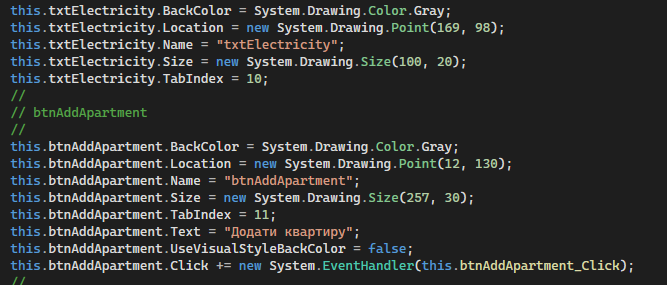 this.txtElectricity.BackColor = System.Drawing.Color.Gray;
this.txtElectricity.Location = new System.Drawing.Point(169, 98);
this.txtElectricity.Name = "txtElectricity";
this.txtElectricity.Size = new System.Drawing.Size(100, 20);
this.txtElectricity.TabIndex = 10;
//
// btnAddApartment
//
this.btnAddApartment.BackColor = System.Drawing.Color.Gray;
this.btnAddApartment.Location = new System.Drawing.Point(12, 130);
this.btnAddApartment.Name = "btnAddApartment";
this.btnAddApartment.Size = new System.Drawing.Size(257, 30);
this.btnAddApartment.TabIndex = 11;
this.btnAddApartment.Text = "Додати квартиру";
this.btnAddApartment.UseVisualStyleBackColor = false;
this.btnAddApartment.Click += new System.EventHandler(this.btnAddApartment_Click);
//